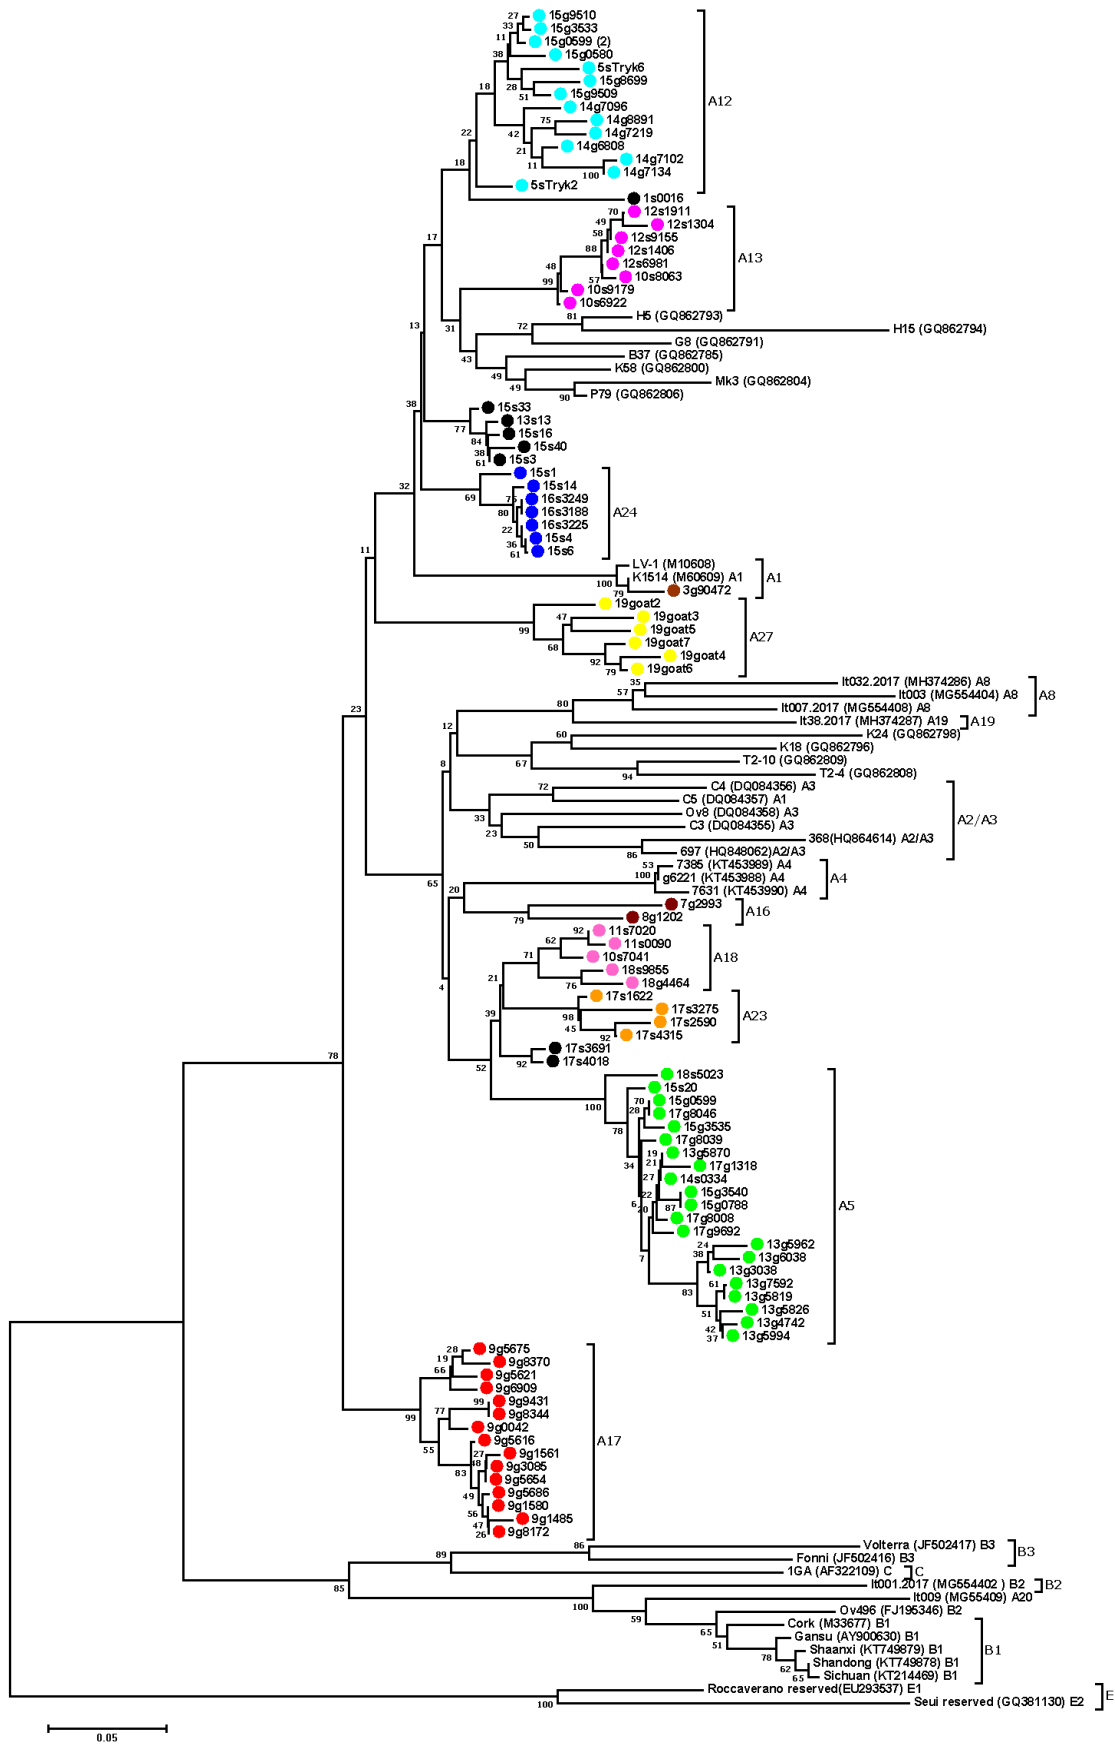 27 15g9510
33 15g3533
11 15g0599 (2)
38 15g0580
5sTryk6
28 15g8699
18 51 15g9509
A12
14g7096
75 14g8891
42 14g7219
22 21 14g6808
11 14g7102
18 100 14g7134
5sTryk2
1s0016
70 12s1911
49 12s1304
58 12s9155
17 88 12s1406
A13
48 12s6981
57 10s8063
99 10s9179
10s6922
81 H5 (GQ862793)
13 31 72 H15 (GQ862794)
G8 (GQ862791)
43 B37 (GQ862785)
49 K58 (GQ862800)
49 Mk3 (GQ862804)
90 P79 (GQ862806)
38 15s33
77 13s13
84 15s16
38 15s40
61 15s3
15s1
32 69 15s14
75 16s3249
80 16s3188
A24
22 16s3225
36 15s4
61 15s6
11 LV-1 (M10608)
100 K1514 (M60609) A1
A1
79 3g90472
19goat2
99 47 19goat3
19goat5
A27
68 19goat7
92 19goat4
79 19goat6
35 It032.2017 (MH374286) A8
57 It003 (MG554404) A8
A8
23 80 It007.2017 (MG554408) A8
It38.2017 (MH374287) A19
A19
12 60 K24 (GQ862798)
K18 (GQ862796)
67 T2-10 (GQ862809)
8 94 T2-4 (GQ862808)
72 C4 (DQ084356) A3
C5 (DQ084357) A1
33 Ov8 (DQ084358) A3
A2/A3
23 C3 (DQ084355) A3
50 368(HQ864614) A2/A3
86 697 (HQ848062)A2/A3
53 7385 (KT453989) A4
65 100 g6221 (KT453988) A4
A4
20 7631 (KT453990) A4
7g2993
A16
79 8g1202
92 11s7020
62 11s0090
71 10s7041
A18
18s9855
21 76 18g4464
4 17s1622
98 17s3275
39 45 17s2590
A23
92 17s4315
17s3691
92 17s4018
78 52
18s5023
100 15s20
70 15g0599
28 17g8046
78 15g3535
17g8039
19 13g5870
34 21 17g1318
27 14s0334
22 15g3540
6 20 87 15g0788
A5
17g8008
17g9692
7 24 13g5962
38 13g6038
13g3038
83 61 13g7592
13g5819
51 13g5826
42 13g4742
37 13g5994
28 9g5675
19 9g8370
66 9g5621
9g6909
99 99 9g9431
77 9g8344
9g0042
55 9g5616
A17
27 9g1561
48 9g3085
83 9g5654
49 9g5686
56 9g1580
47 9g1485
26 9g8172
86 Volterra (JF502417) B3
89 Fonni (JF502416) B3
B3
1GA (AF322109) C
C
85 It001.2017 (MG554402 ) B2
B2
100 It009 (MG55409) A20
59 Ov496 (FJ195346) B2
65 Cork (M33677) B1
51 Gansu (AY900630) B1
78 Shaanxi (KT749879) B1
B1
62 Shandong (KT749878) B1
65 Sichuan (KT214469) B1
Roccaverano reserved(EU293537) E1
E
100 Seui reserved (GQ381130) E2
0.05